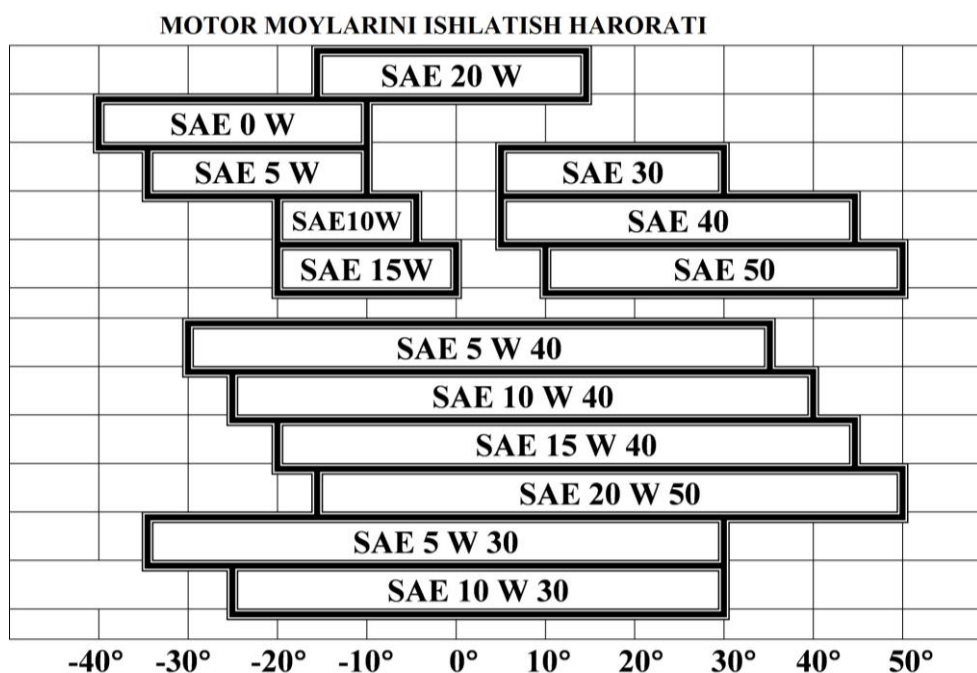 MOTOR MOYLARINI ISHLATISH HARORATI
SAE 20 W
SAE 0 W
SAE 5 W
SAE 30
SAE10W
SAE 40
SAE 15W
SAE 50
SAE 5 W 40
SAE 10 W 40
SAE 15 W 40
SAE 20 W 50
SAE 5 W 30
SAE 10 W 30
-40° -30° -20° -10° 0° 10° 20° 30° 40° 50°